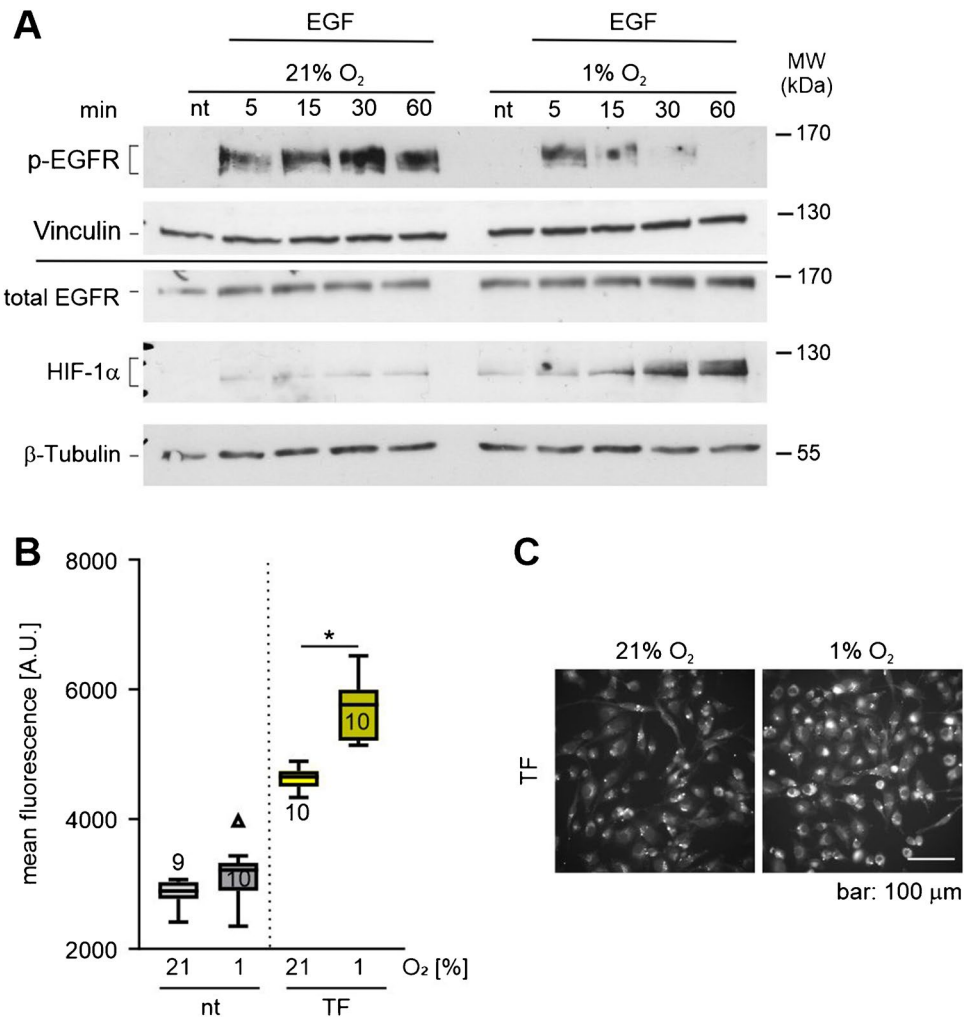 A
EGF EGF
21% O₂ 1% O₂
MW
(kDa)
min nt 5 15 30 60 nt 5 15 30 60
p-EGFR
170
Vinculin
130
total EGFR
170
HIF-1α
130
β-Tubulin
55
B
8000
6000
4000
2000
mean fluorescence [A.U.]
*
10
10
9
10
21 1 21 1 O₂ [%]
nt TF
C
21% O₂ 1% O₂
TF
bar: 100 μm